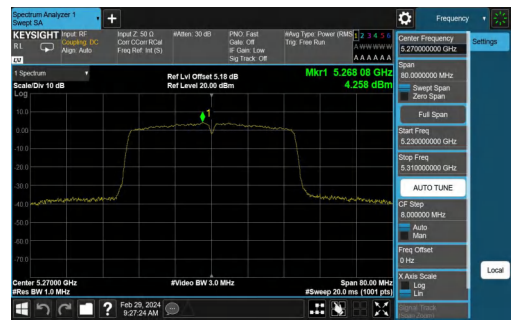 Spectrum Analyzer 1
Swept SA
Frequency
KEYSIGHT
RL
Input: RF
Coupling: DC
Align: Auto
Input Z: 50 Ω
Corr CCorr RCal
Freq Ref: Int (S)
#Atten: 30 dB
PNO: Fast
Gate: Off
IF Gain: Low
Sig Track: Off
#Avg Type: Power (RMS
Trig: Free Run
1 2 3 4 5 6
A W W W W W
A A A A A A
LV
1 Spectrum
Scale/Div 10 dB
Log
Ref Lvl Offset 5.18 dB
Ref Level 20.00 dBm
Mkr1 5.268 08 GHz
4.258 dBm
1
10.0
0.00
-10.0
-20.0
-30.0
-40.0
-50.0
-60.0
-70.0
Center 5.27000 GHz
#Res BW 1.0 MHz
#Video BW 3.0 MHz
Span 80.00 MHz
#Sweep 20.0 ms (1001 pts)
Center Frequency
5.270000000 GHz
Span
80.0000000 MHz
Swept Span
Zero Span
Full Span
Start Freq
5.230000000 GHz
Stop Freq
5.310000000 GHz
AUTO TUNE
CF Step
8.000000 MHz
Auto
Man
Freq Offset
0 Hz
X Axis Scale
Log
Lin
Signal Track
(Span Zoom)
Settings
Local
?
Feb 29, 2024
9:27:24 AM